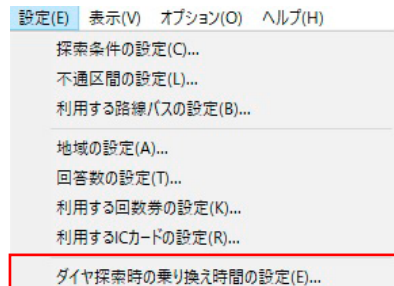 設定(E) 表示(V) オプション(O) ヘルプ(H)
探索条件の設定(C)...
不通区間の設定(L)...
利用する路線バスの設定(B)...
地域の設定(A)...
回答数の設定(T)...
利用する回数券の設定(K)...
利用するICカードの設定(R)...
ダイヤ探索時の乗り換え時間の設定(E)...